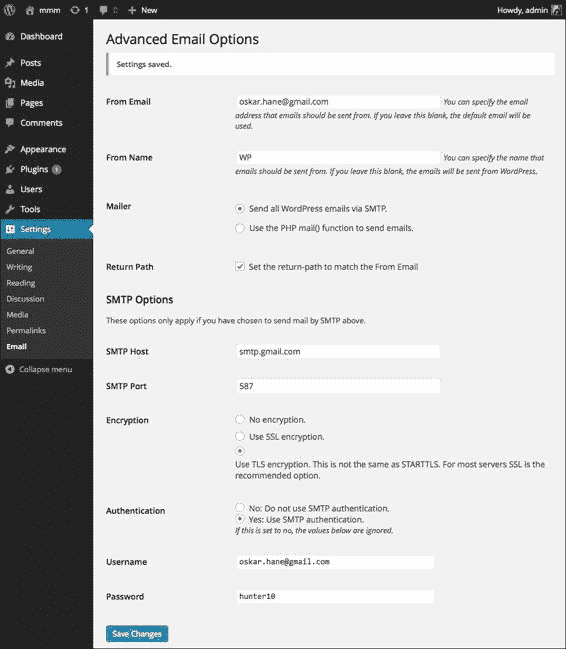 mmm 1 0 New Howdy, admin
Dashboard
Posts
Media
Pages
Comments
Appearance
Plugins 1
Users
Tools
Settings
General
Writing
Reading
Discussion
Media
Permalinks
Email
Collapse menu
Advanced Email Options
Settings saved.
From Email oskar.hane@gmail.com You can specify the email
address that emails should be sent from. If you leave this blank, the default email will be
used.
From Name WP You can specify the name that
emails should be sent from. If you leave this blank, the emails will be sent from WordPress.
Mailer Send all WordPress emails via SMTP.
Use the PHP mail() function to send emails.
Return Path Set the return-path to match the From Email
SMTP Options
These options only apply if you have chosen to send mail by SMTP above.
SMTP Host smtp.gmail.com
SMTP Port 587
Encryption No encryption.
Use SSL encryption.
Use TLS encryption. This is not the same as STARTTLS. For most servers SSL is the
recommended option.
Authentication No: Do not use SMTP authentication.
Yes: Use SMTP authentication.
If this is set to no, the values below are ignored.
Username oskar.hane@gmail.com
Password hunter10
Save Changes